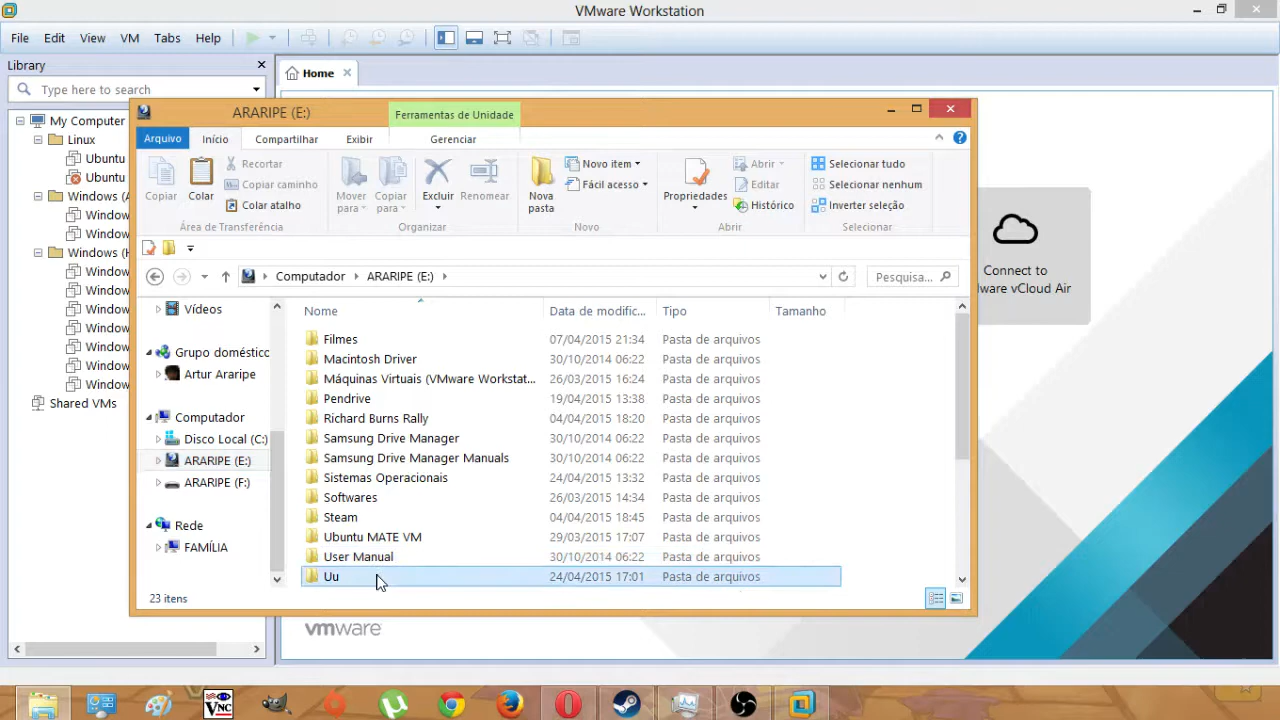 VMware Workstation
File Edit View VM Tabs Help
Library
Type here to search
Home
My Computer
Linux
Ubuntu
Ubuntu
Windows (A
Window
Window
Windows (H
Window
Window
Window
Window
Window
Window
Window
Shared VMs
ARARIPE (E:)
Ferramentas de Unidade
Arquivo Início Compartilhar Exibir Gerenciar
Copiar
Colar
Recortar
Copiar caminho
Colar atalho
Área de Transferência
Mover para
Copiar para
Excluir
Renomear
Organizar
Nova pasta
Novo item
Fácil acesso
Novo
Propriedades
Abrir
Editar
Histórico
Abrir
Selecionar tudo
Selecionar nenhum
Inverter seleção
Selecionar
Computador ARARIPE (E:)
Pesquisa...
Vídeos
Grupo doméstico
Artur Araripe
Computador
Disco Local (C:)
ARARIPE (E:)
ARARIPE (F:)
Rede
FAMÍLIA
Nome Data de modific... Tipo Tamanho
Filmes 07/04/2015 21:34 Pasta de arquivos
Macintosh Driver 30/10/2014 06:22 Pasta de arquivos
Máquinas Virtuais (VMware Workstat... 26/03/2015 16:24 Pasta de arquivos
Pendrive 19/04/2015 13:38 Pasta de arquivos
Richard Burns Rally 04/04/2015 18:20 Pasta de arquivos
Samsung Drive Manager 30/10/2014 06:22 Pasta de arquivos
Samsung Drive Manager Manuals 30/10/2014 06:22 Pasta de arquivos
Sistemas Operacionais 24/04/2015 13:32 Pasta de arquivos
Softwares 26/03/2015 14:34 Pasta de arquivos
Steam 04/04/2015 18:45 Pasta de arquivos
Ubuntu MATE VM 29/03/2015 17:07 Pasta de arquivos
User Manual 30/10/2014 06:22 Pasta de arquivos
Uu 24/04/2015 17:01 Pasta de arquivos
23 itens
Connect to
ware vCloud Air
vmware
VNC